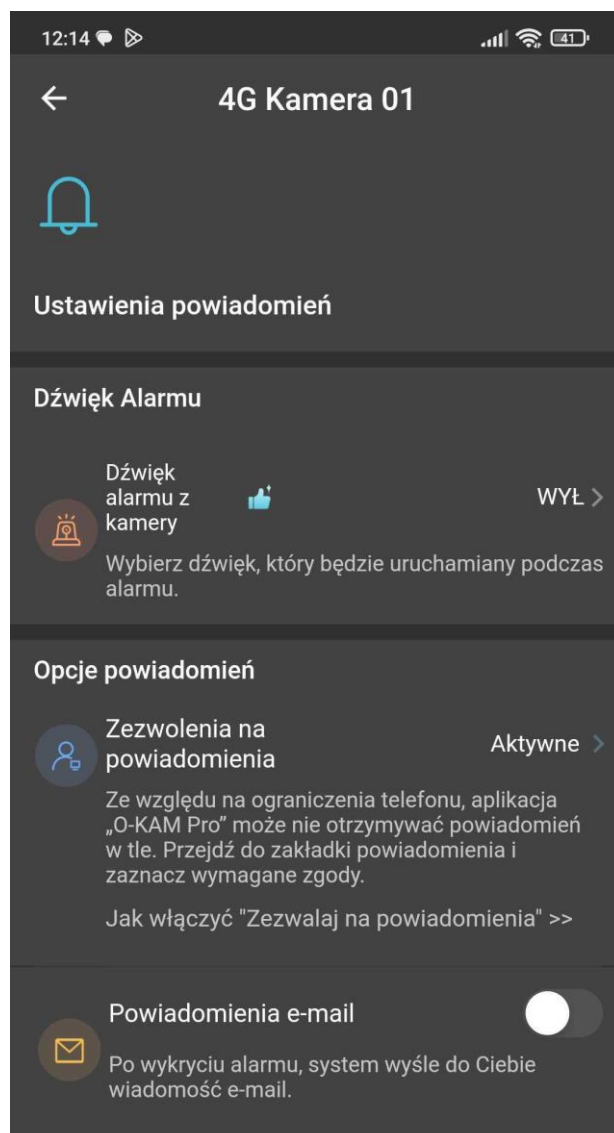 12:14
41
4G Kamera 01
Ustawienia powiadomień
Dźwięk Alarmu
Dźwięk
alarmu z
kamery
WYŁ
Wybierz dźwięk, który będzie uruchamiany podczas
alarmu.
Opcje powiadomień
Zezwolenia na
powiadomienia
Aktywne
Ze względu na ograniczenia telefonu, aplikacja
„O-KAM Pro” może nie otrzymywać powiadomień
w tle. Przejdź do zakładki powiadomienia i
zaznacz wymagane zgody.
Jak włączyć "Zezwalaj na powiadomienia" >>
Powiadomienia e-mail
Po wykryciu alarmu, system wyśle do Ciebie
wiadomość e-mail.